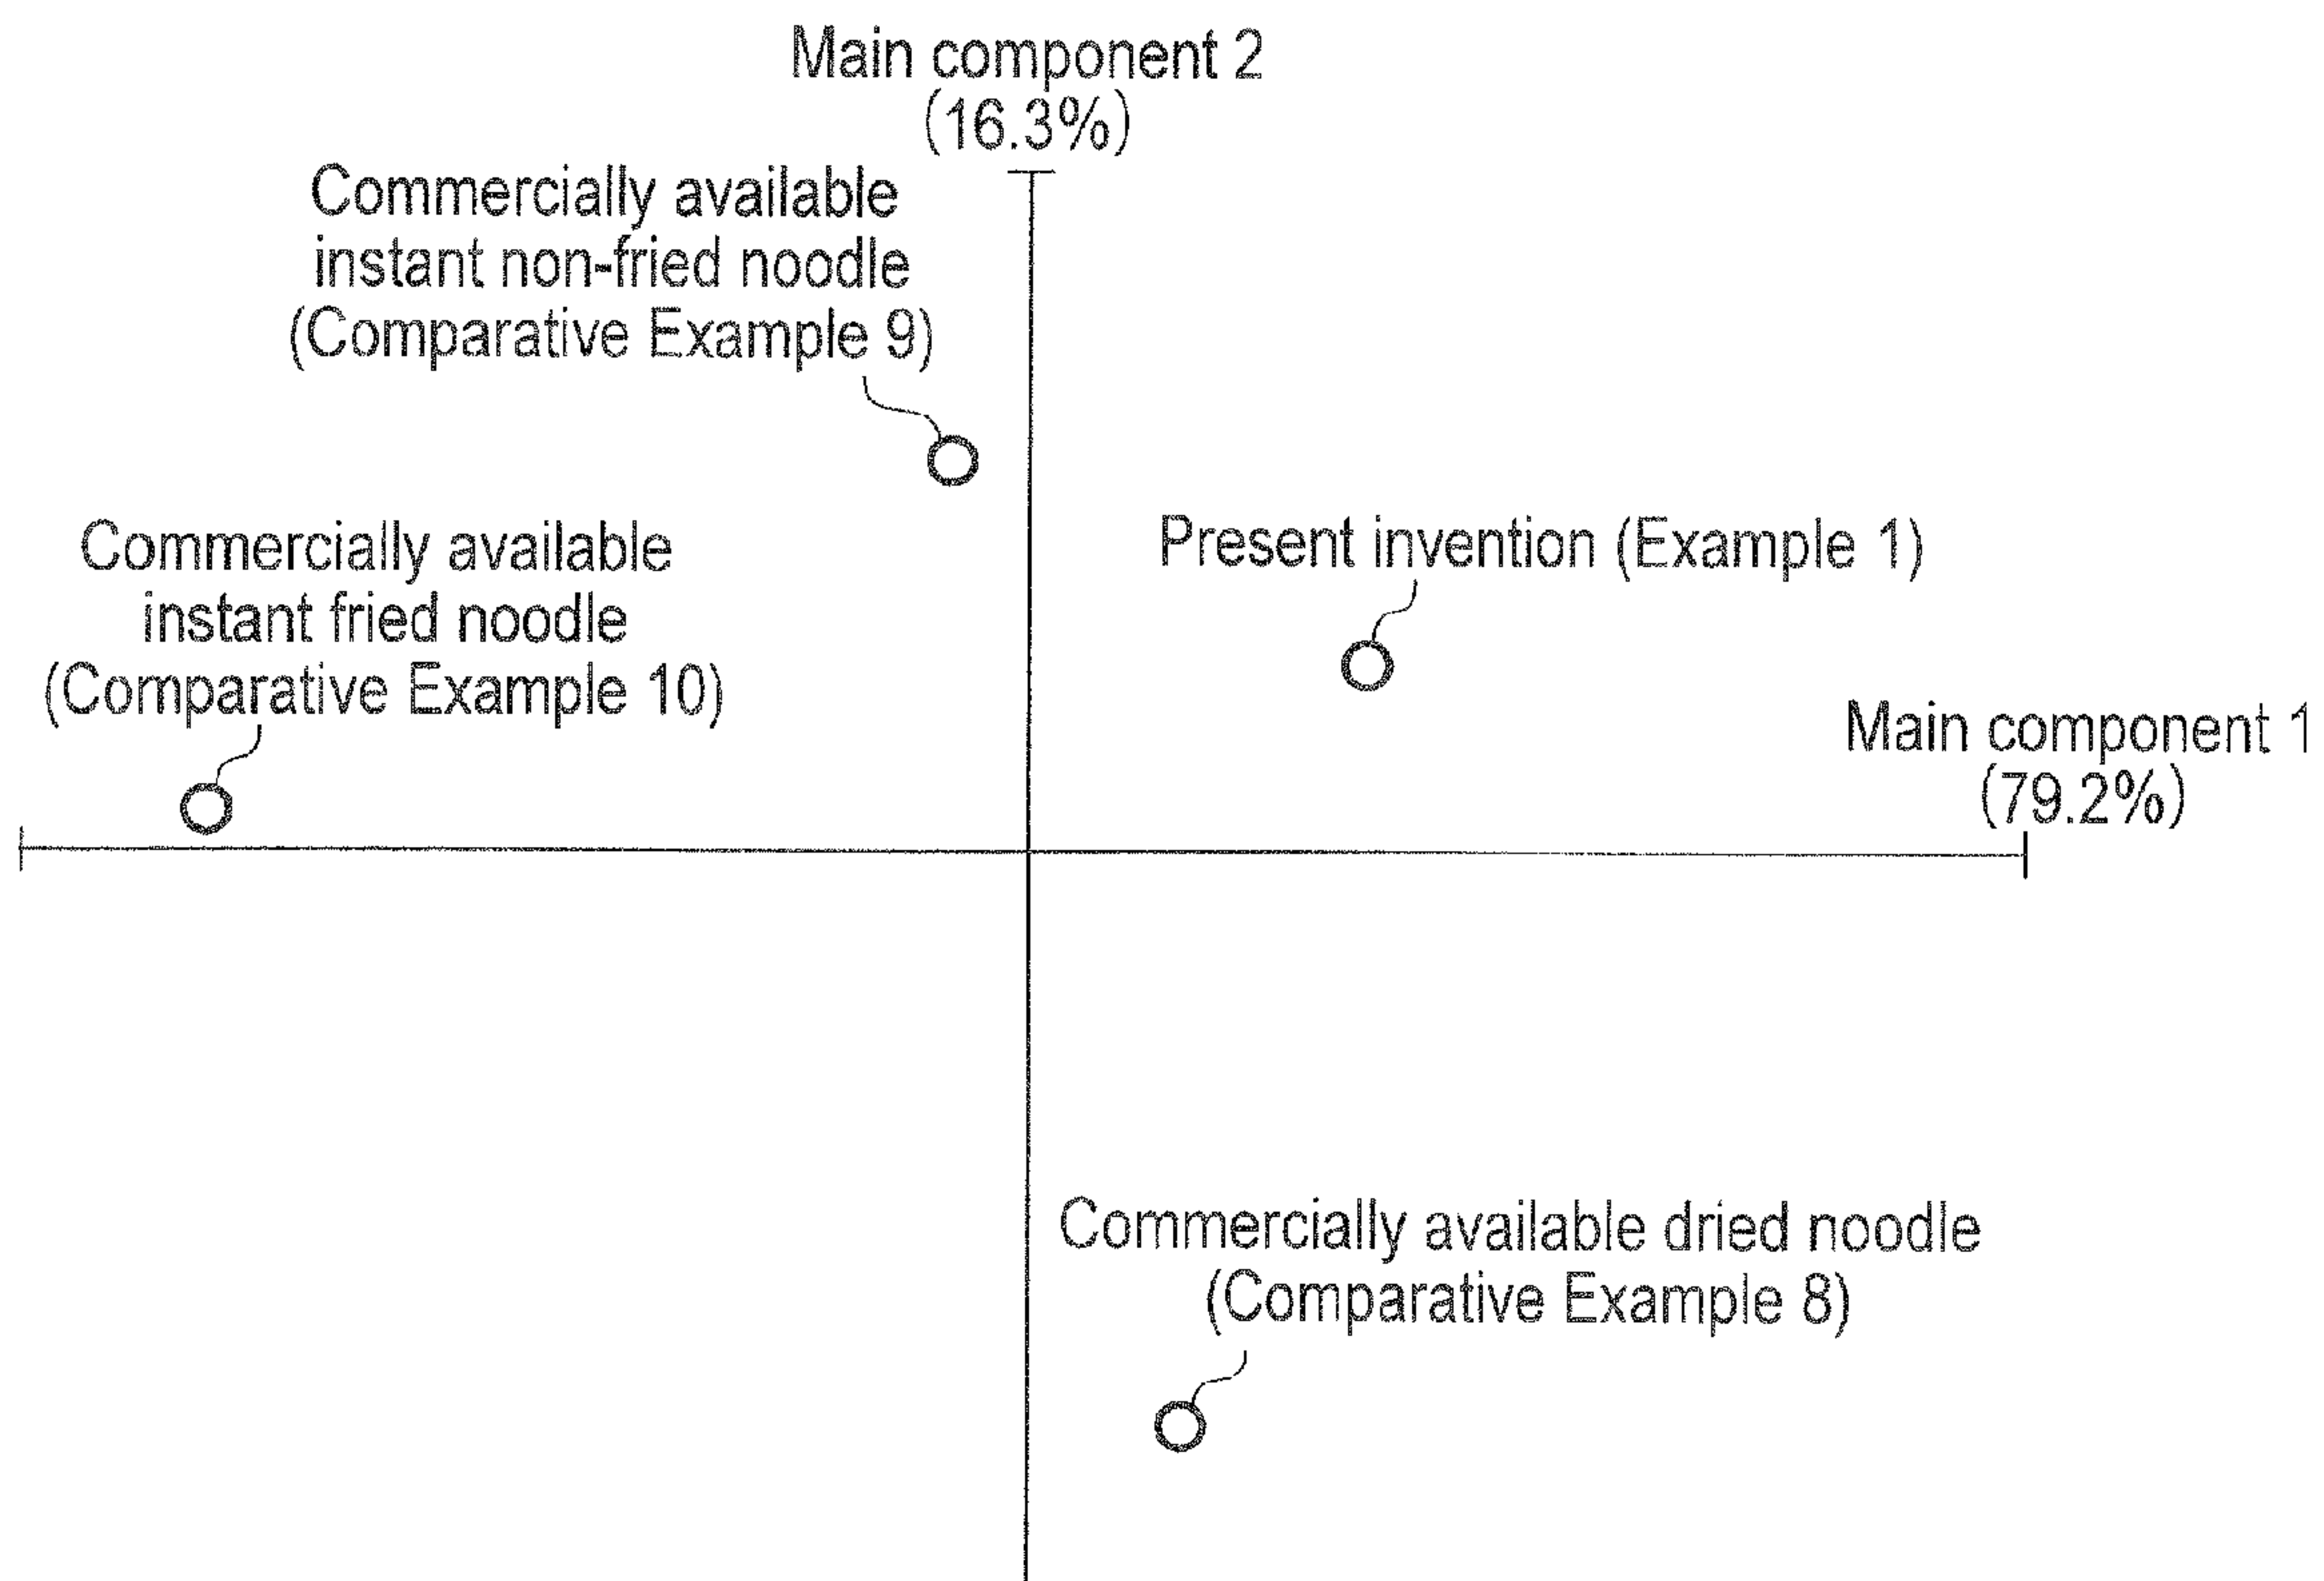 Main component 2
(16.3%)
Commercially available
instant non-fried noodle
(Comparative Example 9)
Commercially available
instant fried noodle
(Comparative Example 10)
Present invention (Example 1)
Main component 1
(79.2%)
Commercially available dried noodle
(Comparative Example 8)